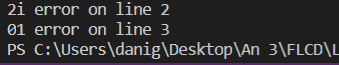 2i error on line 2
01 error on line 3
PS C:\Users\danig\Desktop\An 3\FLCD\L